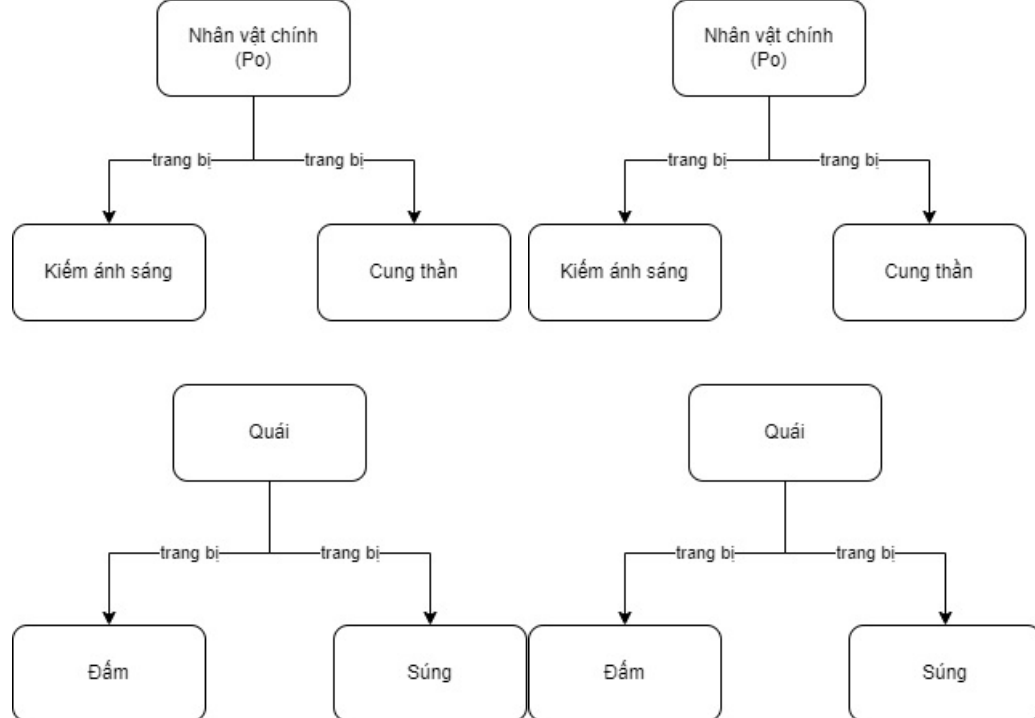 Nhân vật chính
(Po)
Nhân vật chính
(Po)
trang bị
trang bị
trang bị
trang bị
Kiếm ánh sáng
Cung thần
Kiếm ánh sáng
Cung thần
Quái
Quái
trang bị
trang bị
trang bị
trang bị
Đấm
Súng
Đấm
Súng